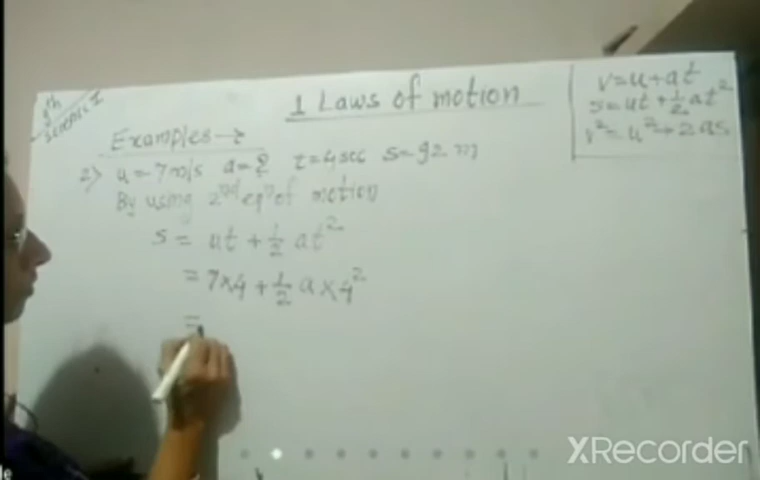 9th
Science I
1 Laws of motion
v=u+at
s=ut+½at²
v²=u²+2as
Examples→
2) u=7m/s a=? t=4sec s=92m
By using 2nd eqn of motion
s = ut + ½ at²
= 7×4 + ½ a×4²
=
XRecorder